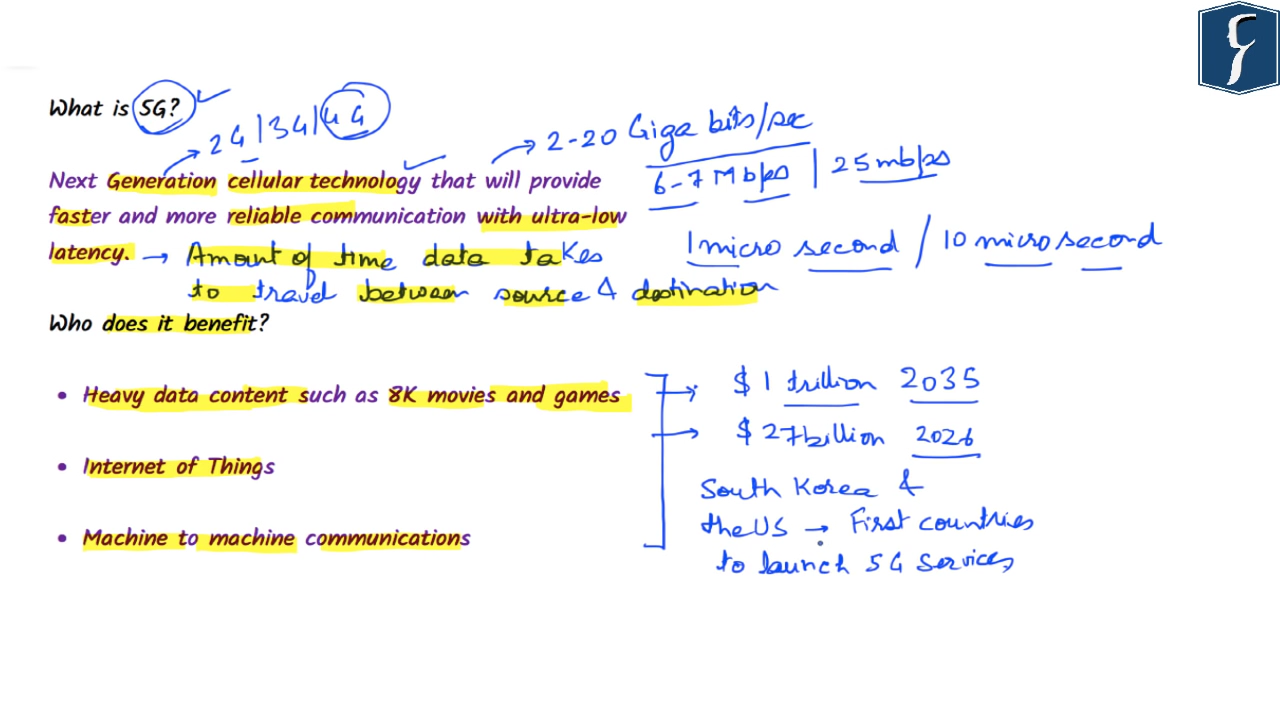 What is 5G?
2G/3G/4G
2-20 Giga bits/sec
6-7 Mbps | 25 mbps
Next Generation cellular technology that will provide
faster and more reliable communication with ultra-low
latency. → Amount of time data takes
to travel between source & destination
1 micro second / 10 micro second
Who does it benefit?
• Heavy data content such as 8K movies and games
• Internet of Things
• Machine to machine communications
→ $ 1 trillion 2035
→ $ 27 billion 2026
South Korea &
the US → First countries
to launch 5G services